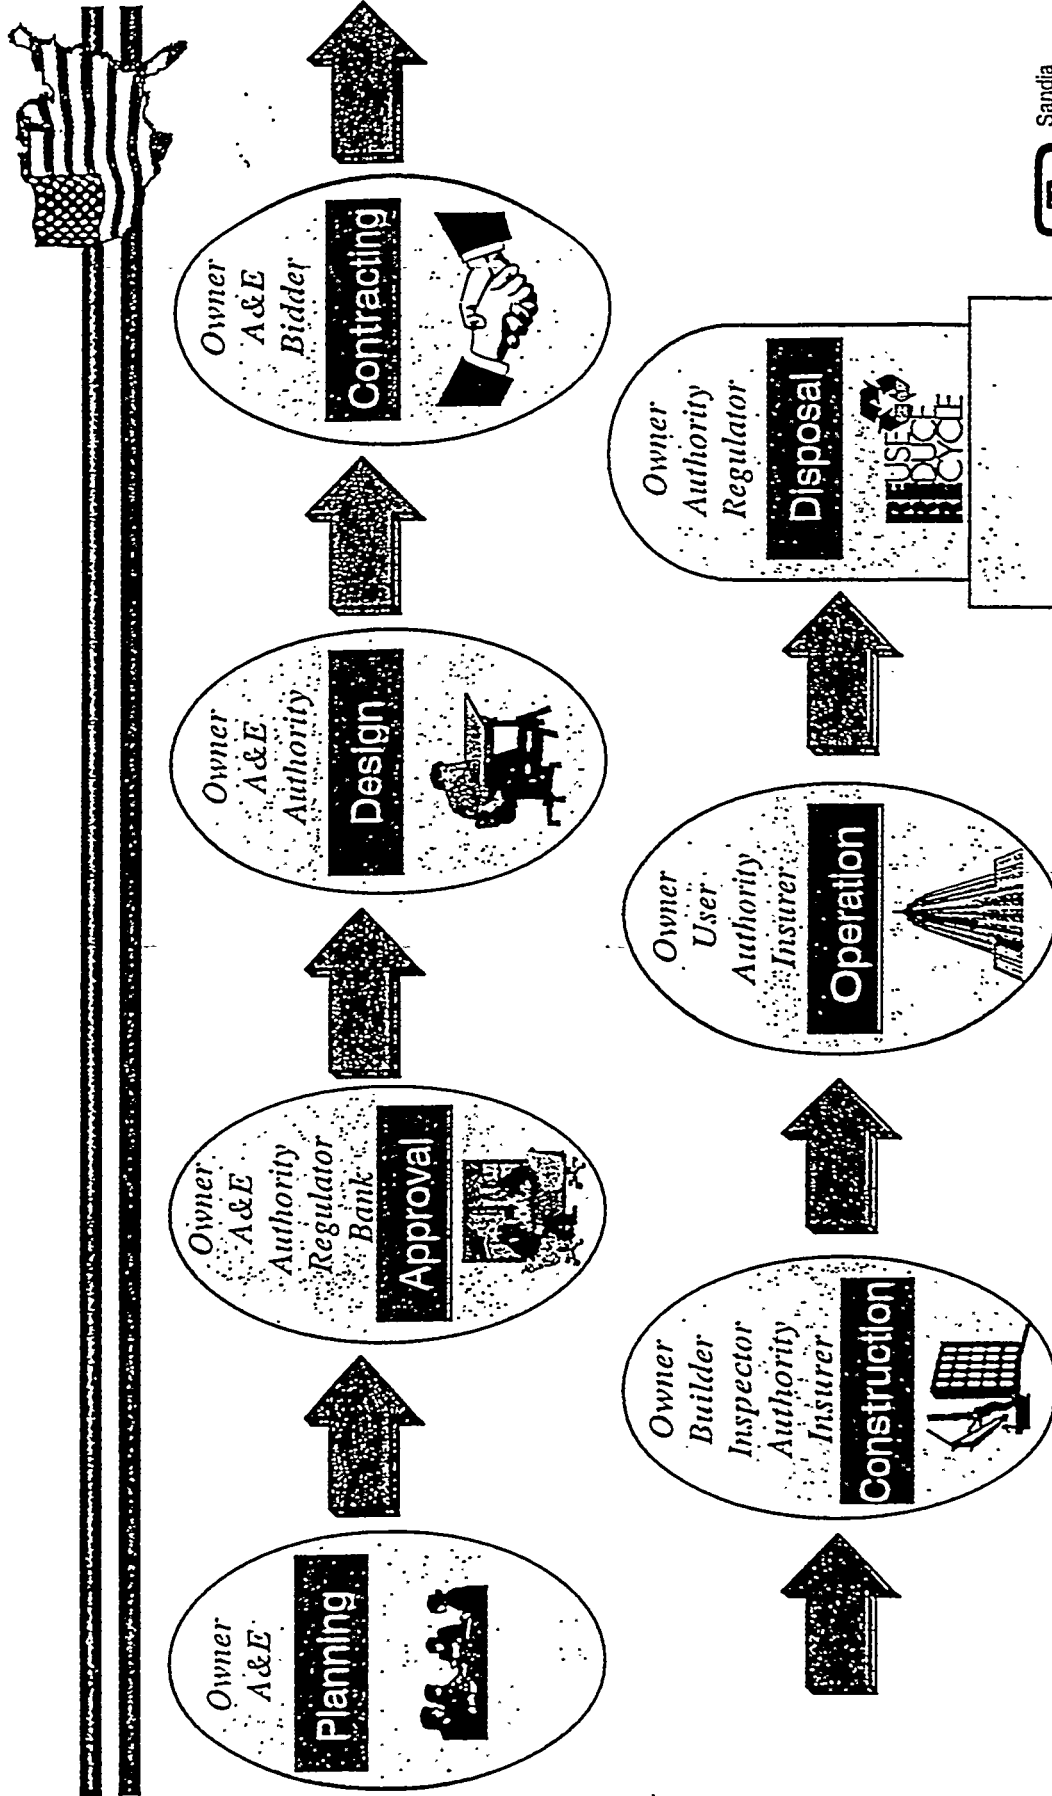 Owner
A&E
Planning
Owner
A&E
Authority
Regulator
Bank
Approval
Owner
A&E
Authority
Design
Owner
A&E
Bidder
Contracting
Owner
Builder
Inspector
Authority
Insurer
Construction
Owner
User
Authority
Insurer
Operation
Owner
Authority
Regulator
Disposal
REUSE
REDUCE
RECYCLE
Sandia